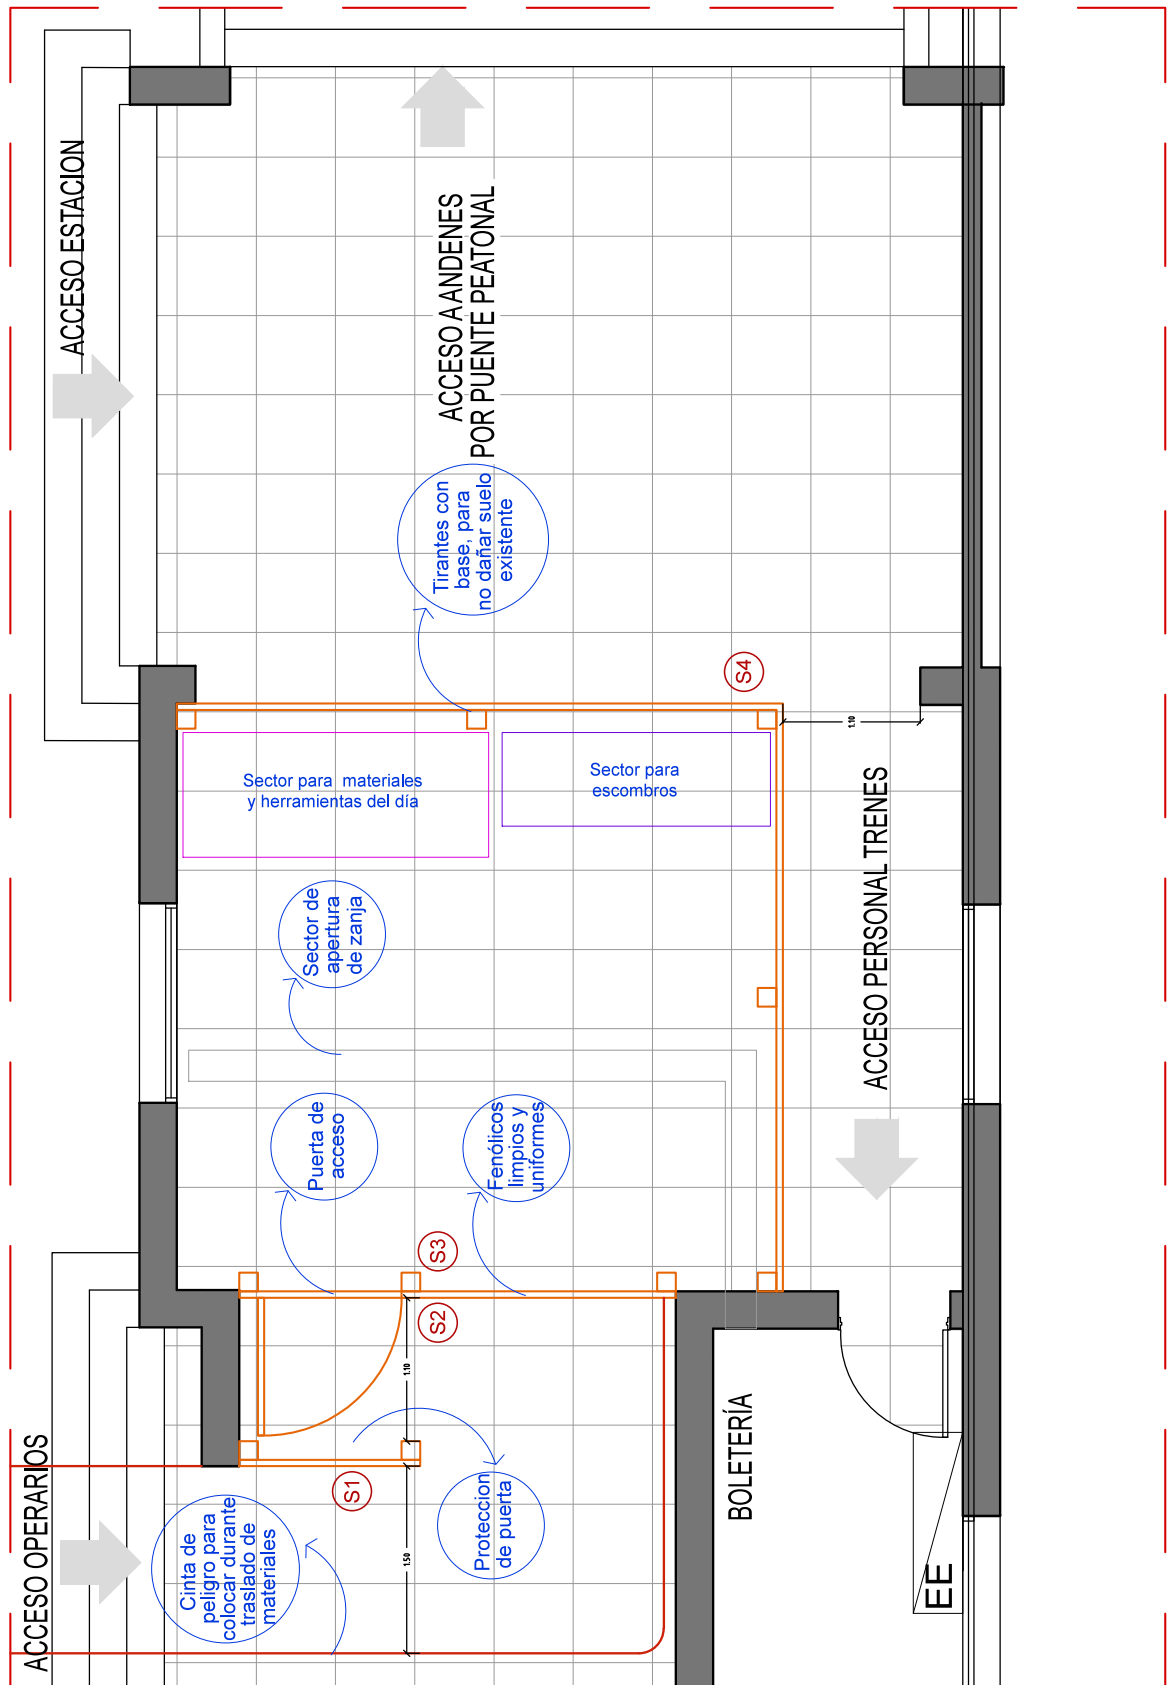 ACCESO ESTACION
ACCESO A ANDENES
POR PUENTE PEATONAL
Tirantes con
base, para
no dañar suelo
existente
S4
1.10
Sector para materiales
y herramientas del día
Sector para
escombros
ACCESO PERSONAL TRENES
Sector de
apertura
de zanja
Puerta de
acceso
Fenólicos
limpios y
uniformes
S3
S2
1.10
S1
Proteccion
de puerta
1.50
Cinta de
peligro para
colocar durante
traslado de
materiales
ACCESO OPERARIOS
BOLETERÍA
EE